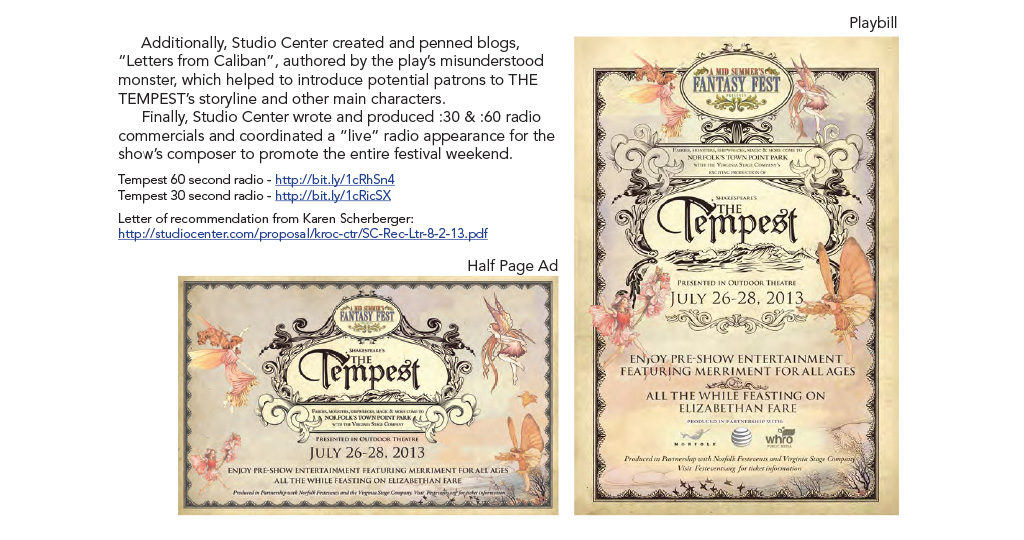 Additionally, Studio Center created and penned blogs,
“Letters from Caliban”, authored by the play’s misunderstood
monster, which helped to introduce potential patrons to THE
TEMPEST’s storyline and other main characters.
Finally, Studio Center wrote and produced :30 & :60 radio
commercials and coordinated a “live” radio appearance for the
show’s composer to promote the entire festival weekend.
Tempest 60 second radio - http://bit.ly/1cRhSn4
Tempest 30 second radio - http://bit.ly/1cRicSX
Letter of recommendation from Karen Scherberger:
http://studiocenter.com/proposal/kroc-ctr/SC-Rec-Ltr-8-2-13.pdf
Half Page Ad
A MID SUMMER'S
FANTASY FEST
SHAKESPEARE'S
THE
Tempest
FAIRIES, MONSTERS, SHIPWRECKS, MAGIC & MORE COME TO
NORFOLK'S TOWN POINT PARK
WITH THE VIRGINIA STAGE COMPANY
PRESENTED IN OUTDOOR THEATRE
JULY 26-28, 2013
ENJOY PRE-SHOW ENTERTAINMENT FEATURING MERRIMENT FOR ALL AGES
ALL THE WHILE FEASTING ON ELIZABETHAN FARE
Produced in Partnership with Norfolk Festevents and the Virginia Stage Company. Visit Festevents.org for ticket information
Playbill
A MID SUMMER'S
FANTASY FEST
PRESENTS
FAIRIES, MONSTERS, SHIPWRECKS, MAGIC & MORE COME TO
NORFOLK'S TOWN POINT PARK
WITH THE VIRGINIA STAGE COMPANY'S
EXCITING PRODUCTION OF
SHAKESPEARE'S
THE
Tempest
PRESENTED IN OUTDOOR THEATRE
JULY 26-28, 2013
ENJOY PRE-SHOW ENTERTAINMENT
FEATURING MERRIMENT FOR ALL AGES
ALL THE WHILE FEASTING ON
ELIZABETHAN FARE
PRODUCED IN PARTNERSHIP WITH:
NORFOLK
at&t
whro
PUBLIC MEDIA
Produced in Partnership with Norfolk Festevents and Virginia Stage Company
Visit Festevents.org for ticket information